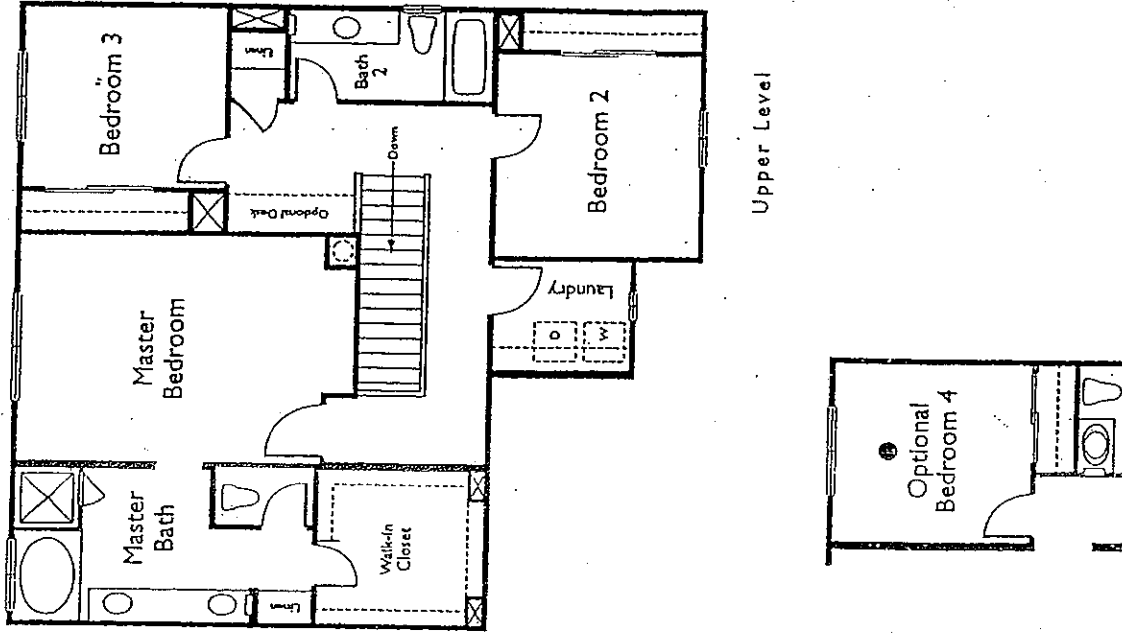 Bedroom 3
Linen
Bath
2
Bedroom 2
Upper Level
Down
Optional Desk
Master
Bedroom
Laundry
D
W
Master
Bath
Walk-In
Closet
Linen
Optional
Bedroom 4